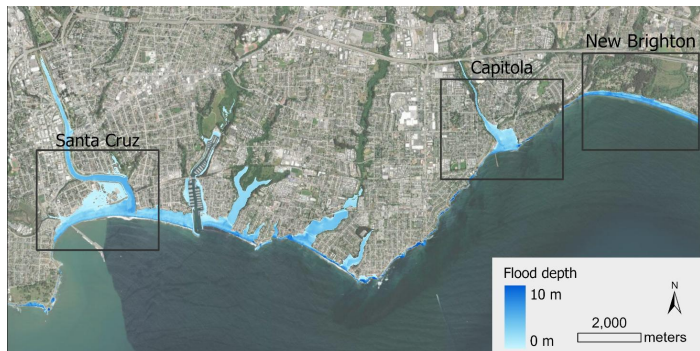 New Brighton
Capitola
Santa Cruz
Flood depth
10 m
0 m
N
2,000
meters